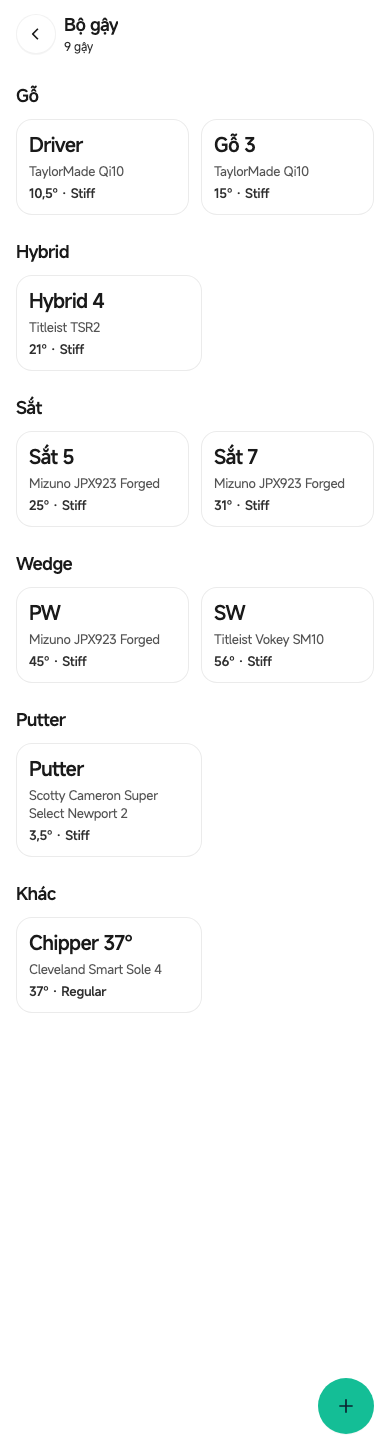 Bộ gậy
9 gậy
Gỗ
Driver
TaylorMade Qi10
10,5° · Stiff
Gỗ 3
TaylorMade Qi10
15° · Stiff
Hybrid
Hybrid 4
Titleist TSR2
21° · Stiff
Sắt
Sắt 5
Mizuno JPX923 Forged
25° · Stiff
Sắt 7
Mizuno JPX923 Forged
31° · Stiff
Wedge
PW
Mizuno JPX923 Forged
45° · Stiff
SW
Titleist Vokey SM10
56° · Stiff
Putter
Putter
Scotty Cameron Super
Select Newport 2
3,5° · Stiff
Khác
Chipper 37°
Cleveland Smart Sole 4
37° · Regular